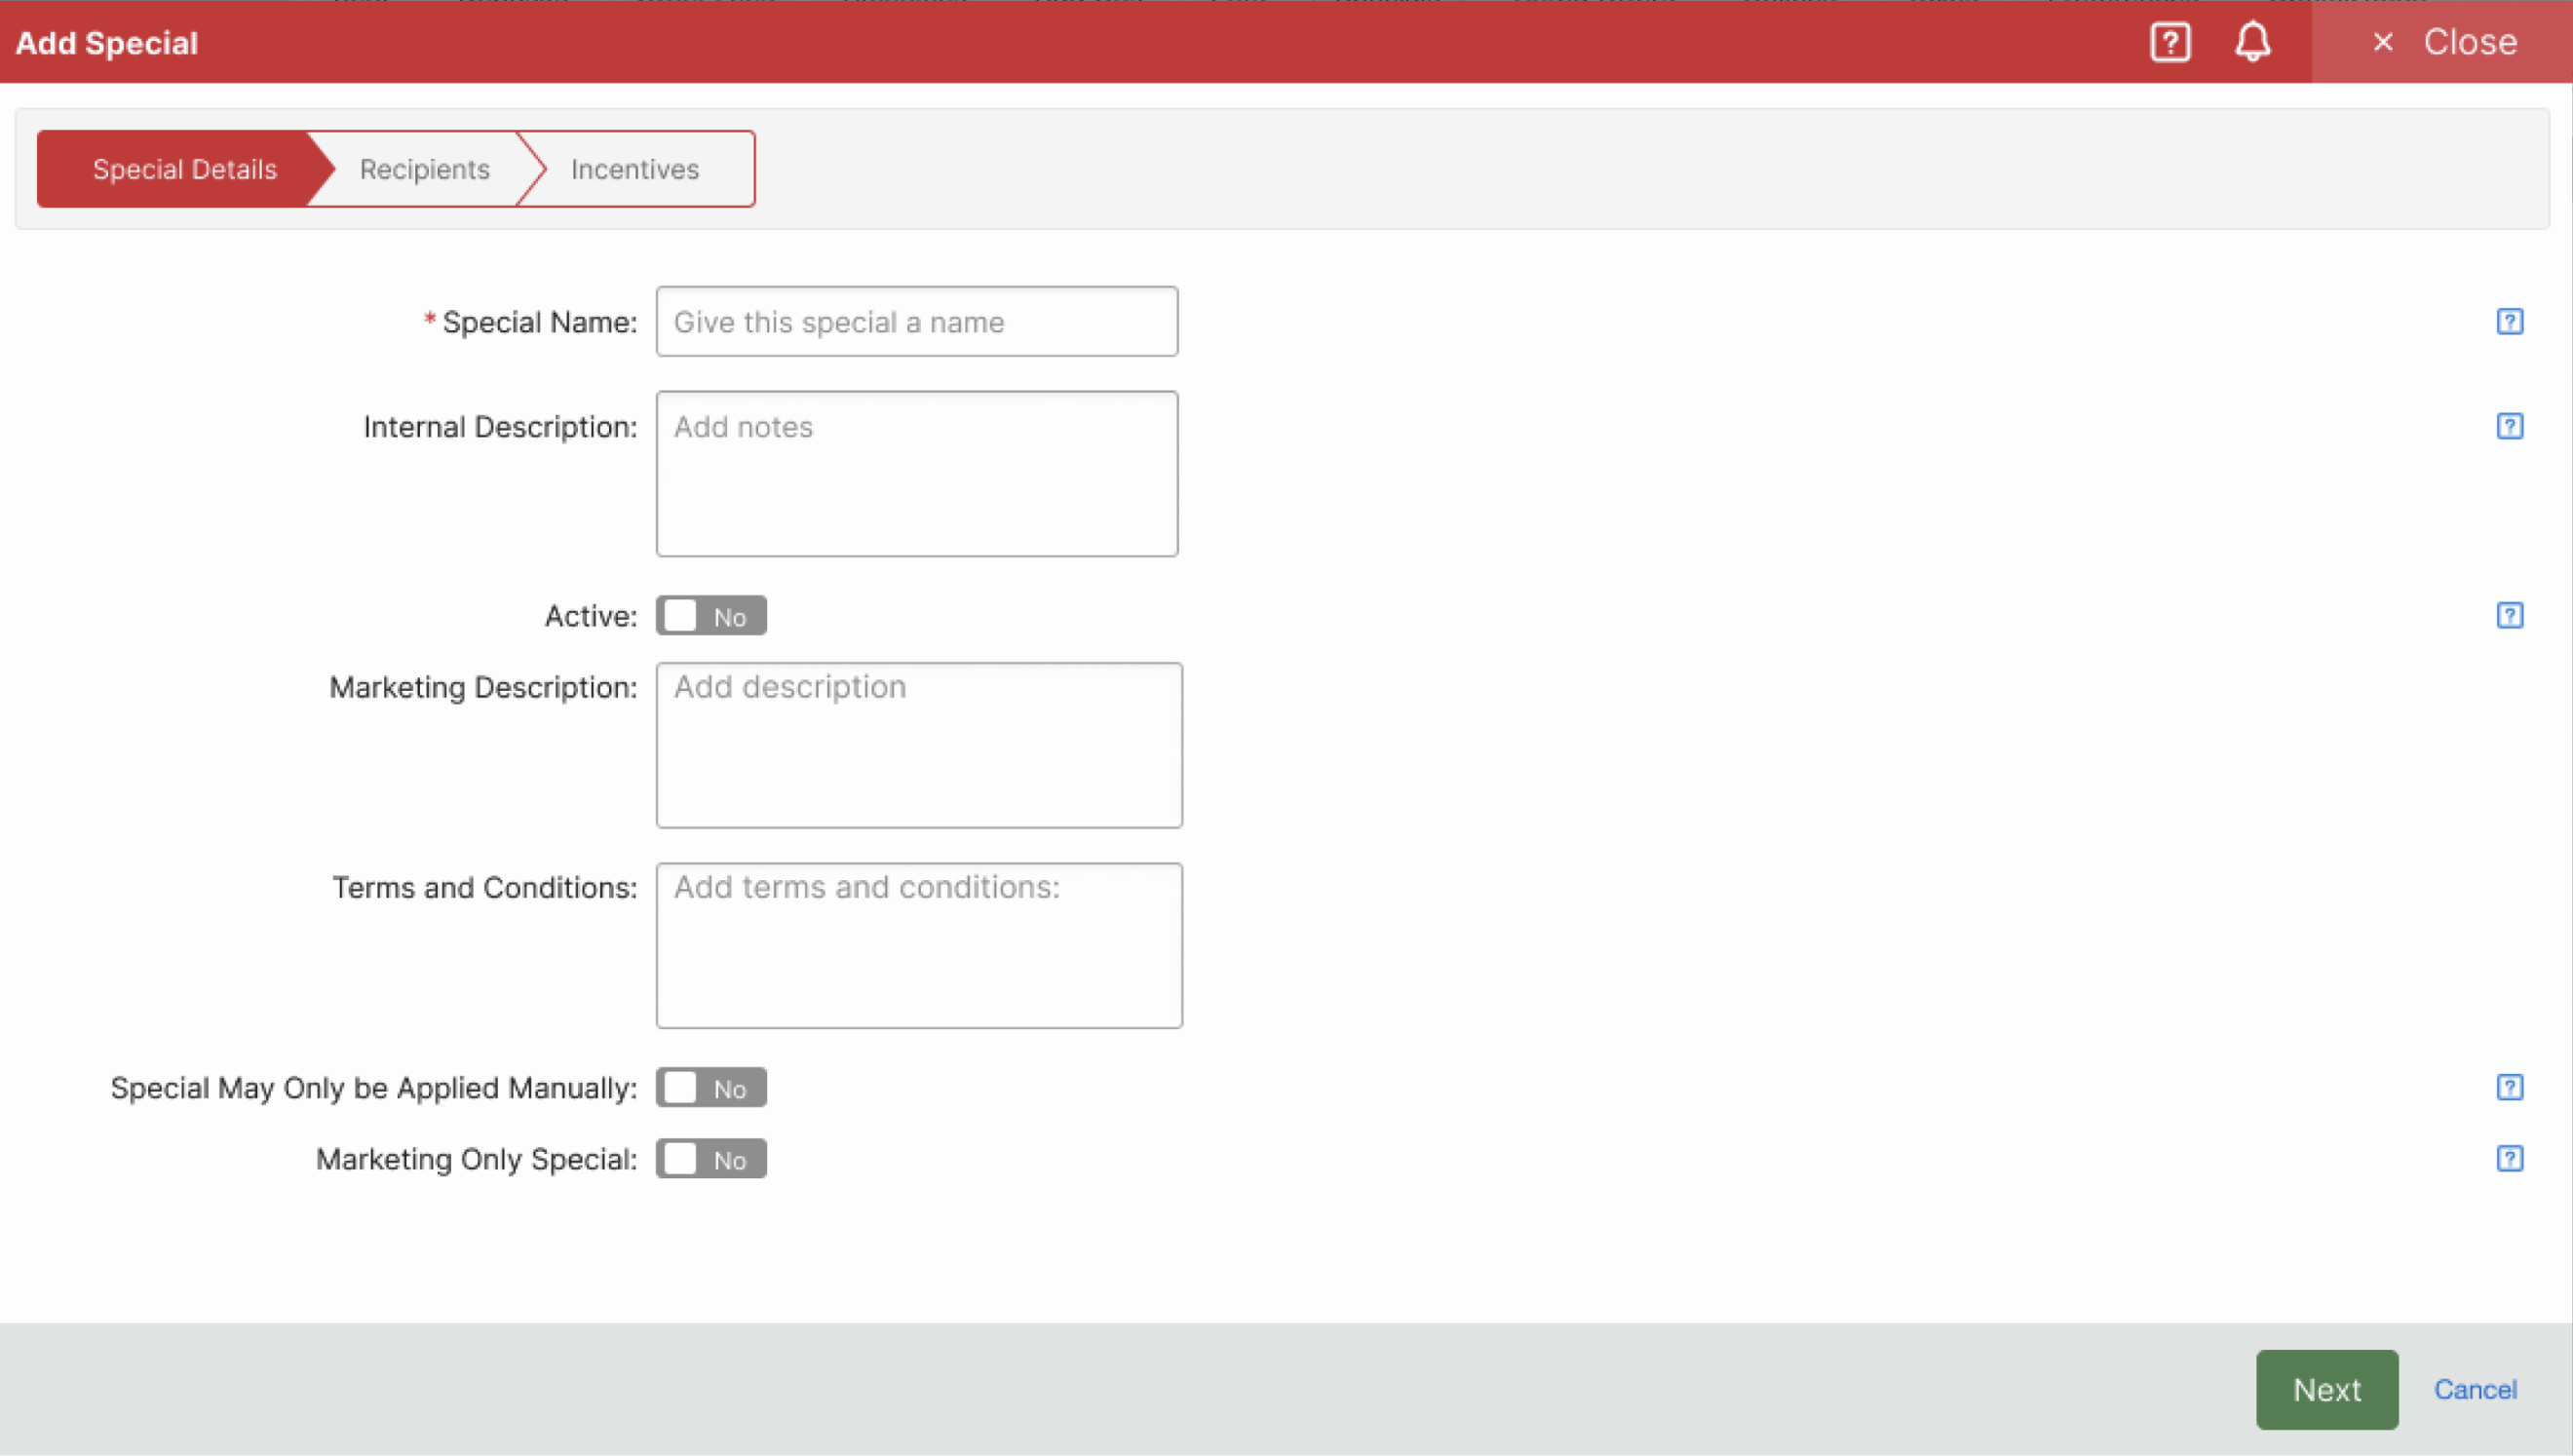 Add Special
? Close
Special Details Recipients Incentives
* Special Name: Give this special a name ?
Internal Description: Add notes ?
Active: No ?
Marketing Description: Add description
Terms and Conditions: Add terms and conditions:
Special May Only be Applied Manually: No ?
Marketing Only Special: No ?
Next Cancel